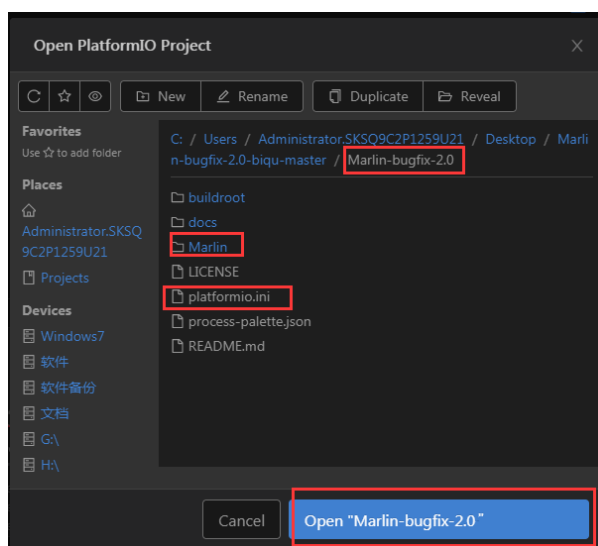 Open PlatformIO Project
New Rename Duplicate Reveal
Favorites
Use ☆ to add folder
Places
Administrator.SKSQ
9C2P1259U21
Projects
Devices
Windows7
软件
软件备份
文档
G:\
H:\
C: / Users / Administrator.SKSQ9C2P1259U21 / Desktop / Marli
n-bugfix-2.0-biqu-master / Marlin-bugfix-2.0
buildroot
docs
Marlin
LICENSE
platformio.ini
process-palette.json
README.md
Cancel Open "Marlin-bugfix-2.0"